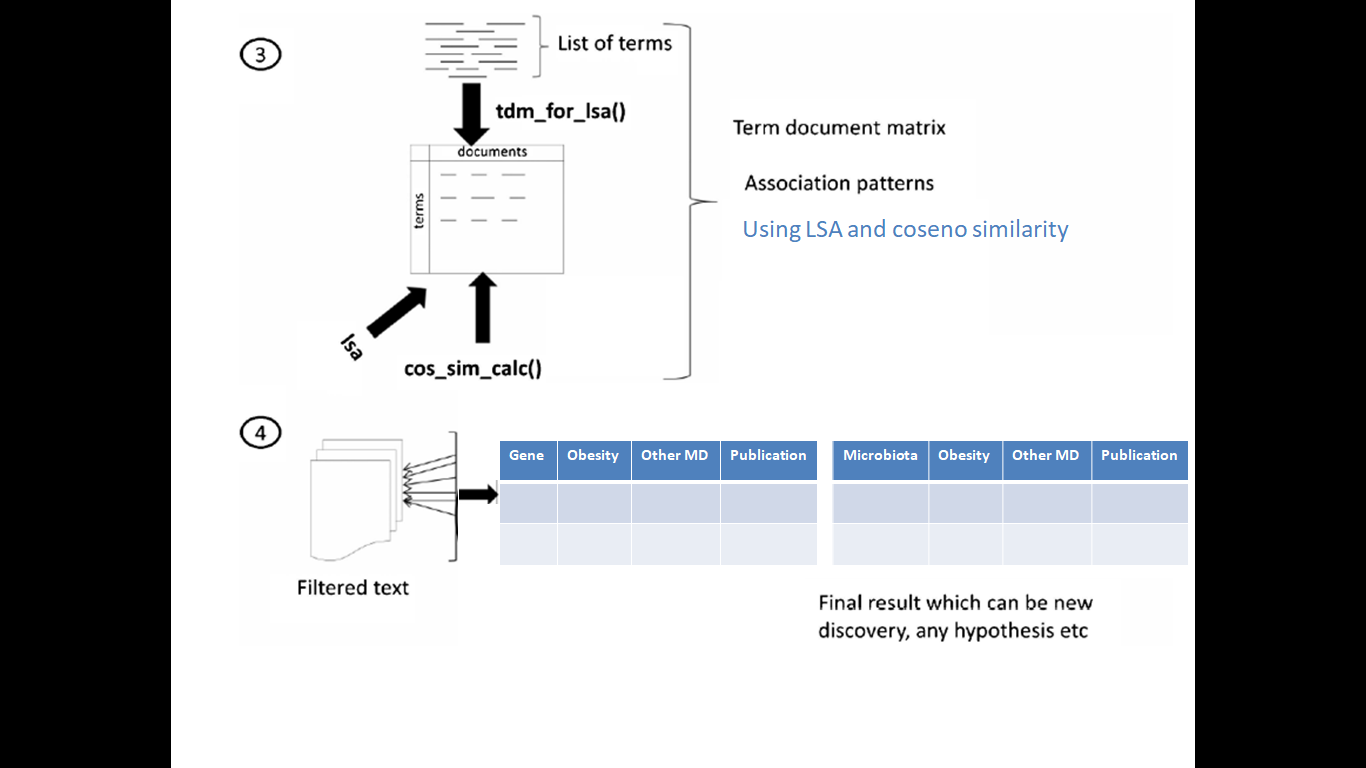 3
List of terms
tdm_for_lsa()
documents
terms
lsa
cos_sim_calc()
Term document matrix
Association patterns
Using LSA and coseno similarity
4
Filtered text
Gene Obesity Other MD Publication
Microbiota Obesity Other MD Publication
Final result which can be new
discovery, any hypothesis etc